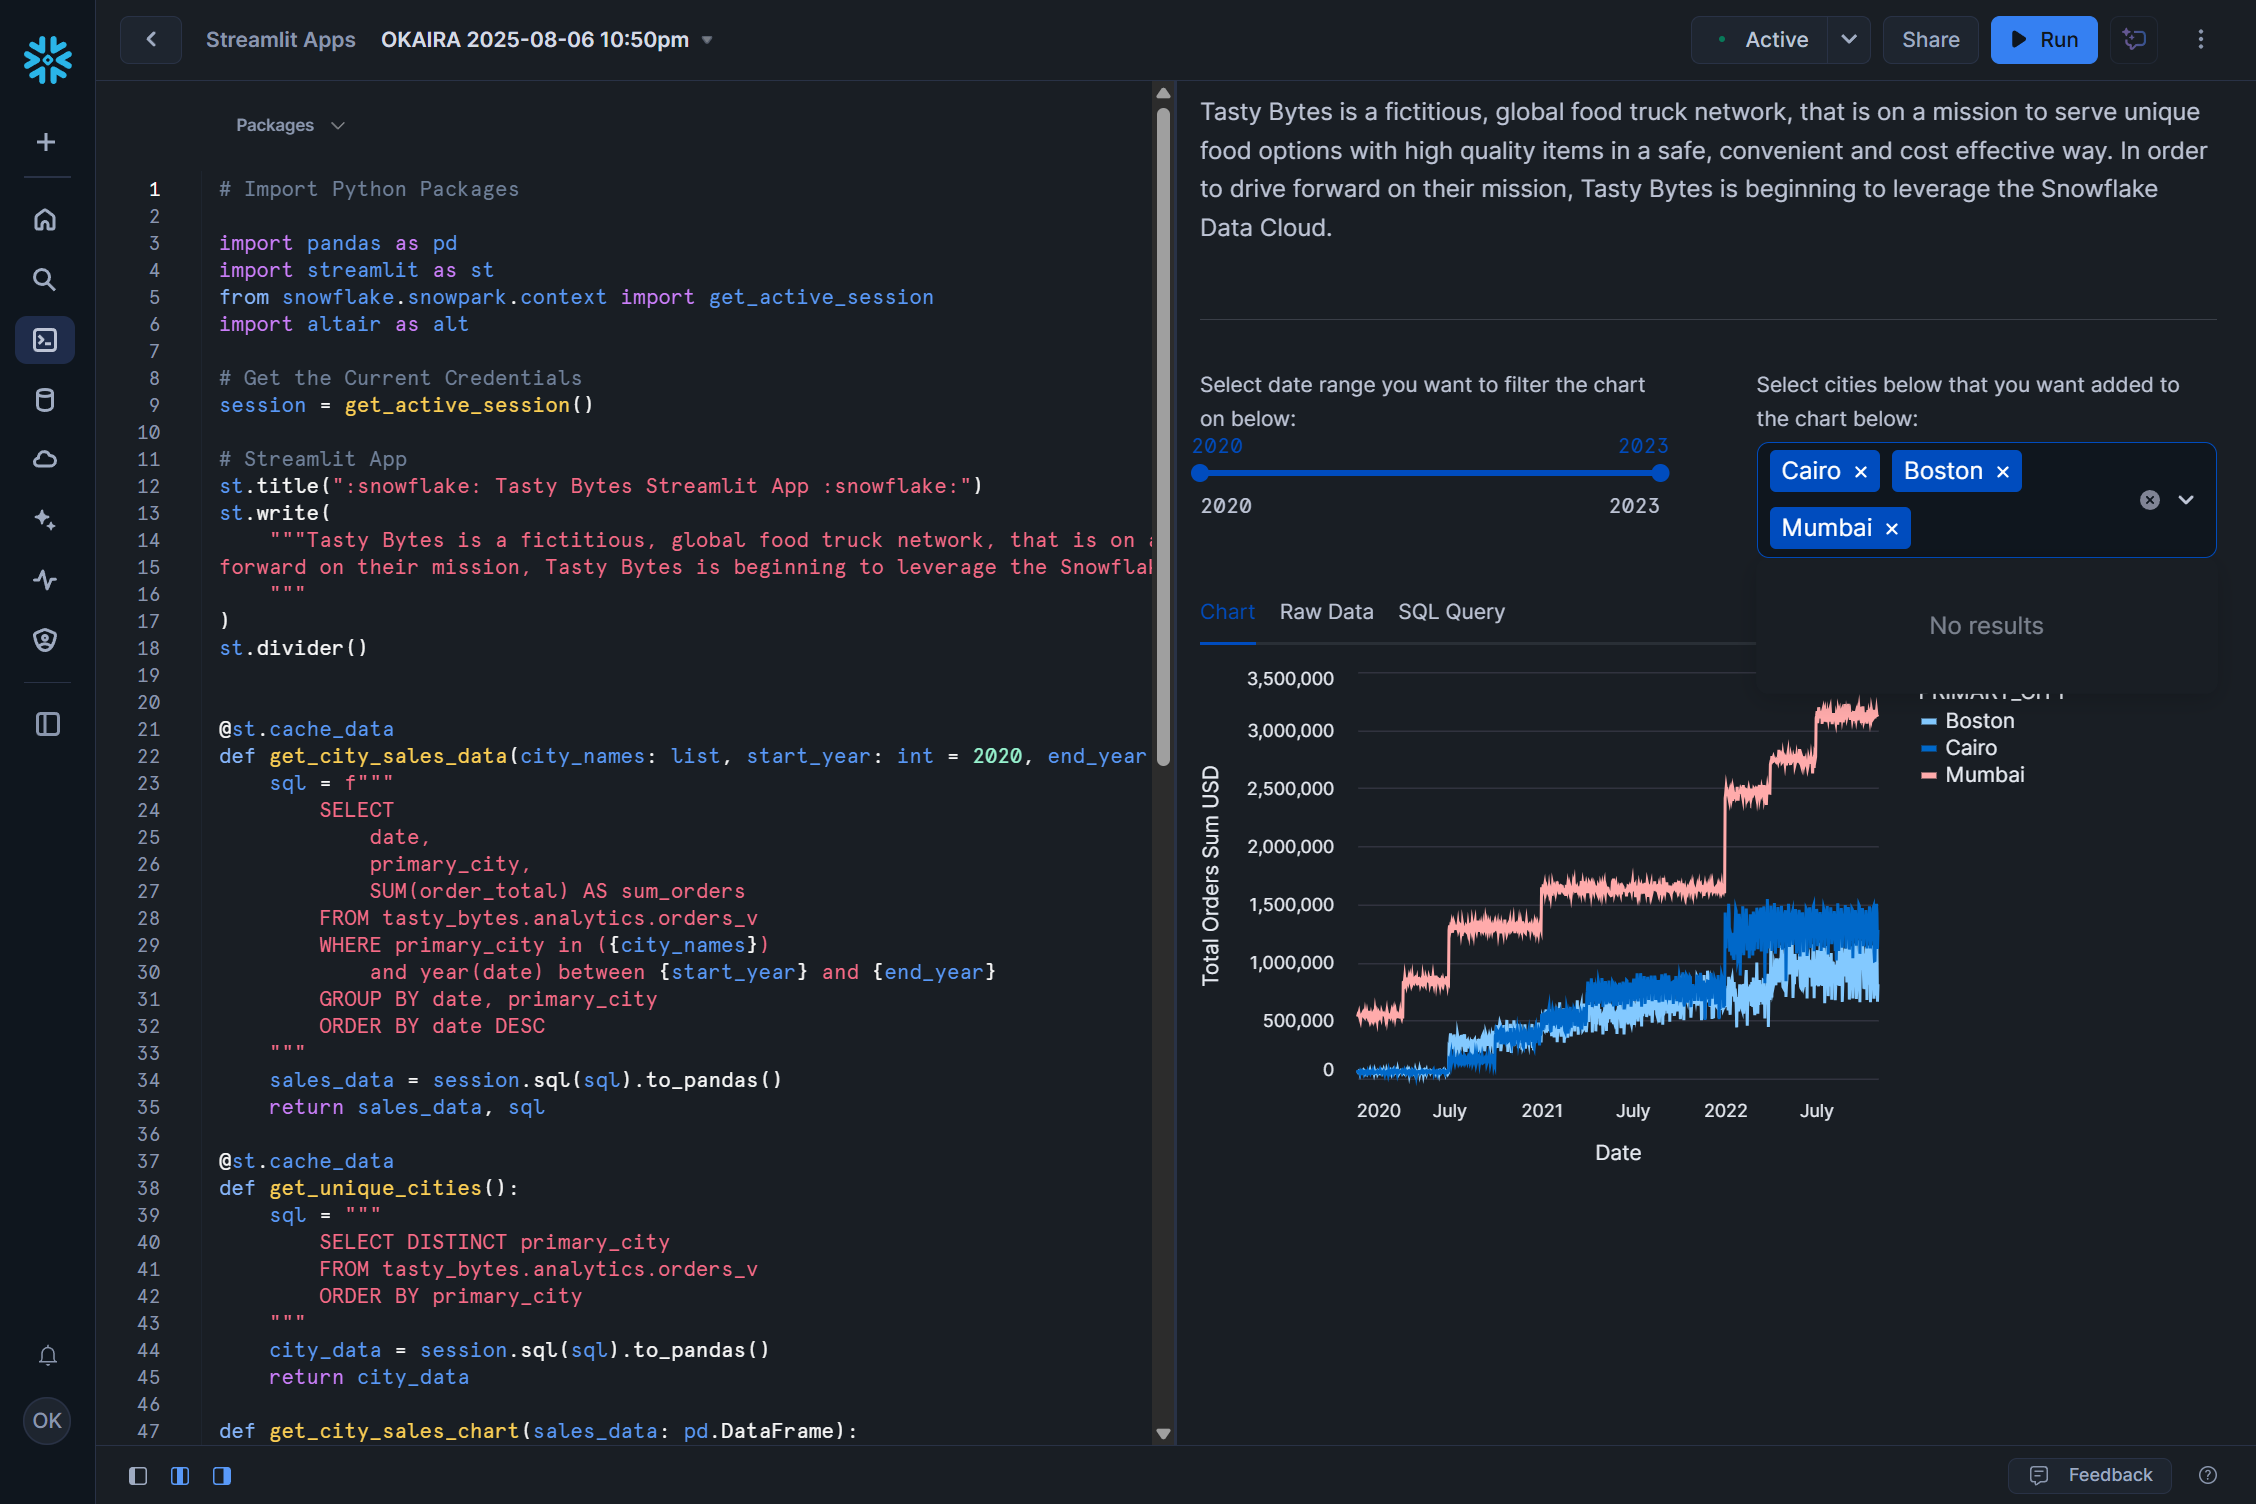 Streamlit Apps OKAIRA 2025-08-06 10:50pm
Active
Share
Run
Packages
1 # Import Python Packages
2
3 import pandas as pd
4 import streamlit as st
5 from snowflake.snowpark.context import get_active_session
6 import altair as alt
7
8 # Get the Current Credentials
9 session = get_active_session()
10
11 # Streamlit App
12 st.title(":snowflake: Tasty Bytes Streamlit App :snowflake:")
13 st.write(
14 """Tasty Bytes is a fictitious, global food truck network, that is on
15 forward on their mission, Tasty Bytes is beginning to leverage the Snowfla
16 """
17 )
18 st.divider()
19
20
21 @st.cache_data
22 def get_city_sales_data(city_names: list, start_year: int = 2020, end_year
23 sql = f"""
24 SELECT
25 date,
26 primary_city,
27 SUM(order_total) AS sum_orders
28 FROM tasty_bytes.analytics.orders_v
29 WHERE primary_city in ({city_names})
30 and year(date) between {start_year} and {end_year}
31 GROUP BY date, primary_city
32 ORDER BY date DESC
33 """
34 sales_data = session.sql(sql).to_pandas()
35 return sales_data, sql
36
37 @st.cache_data
38 def get_unique_cities():
39 sql = """
40 SELECT DISTINCT primary_city
41 FROM tasty_bytes.analytics.orders_v
42 ORDER BY primary_city
43 """
44 city_data = session.sql(sql).to_pandas()
45 return city_data
46
47 def get_city_sales_chart(sales_data: pd.DataFrame):
Tasty Bytes is a fictitious, global food truck network, that is on a mission to serve unique
food options with high quality items in a safe, convenient and cost effective way. In order
to drive forward on their mission, Tasty Bytes is beginning to leverage the Snowflake
Data Cloud.
Select date range you want to filter the chart
on below:
2020 2023
2020 2023
Select cities below that you want added to
the chart below:
Cairo × Boston ×
Mumbai ×
No results
Chart Raw Data SQL Query
PRIMARY_CITY
Boston
Cairo
Mumbai
Total Orders Sum USD
3,500,000
3,000,000
2,500,000
2,000,000
1,500,000
1,000,000
500,000
0
2020 July 2021 July 2022 July
Date
OK
Feedback